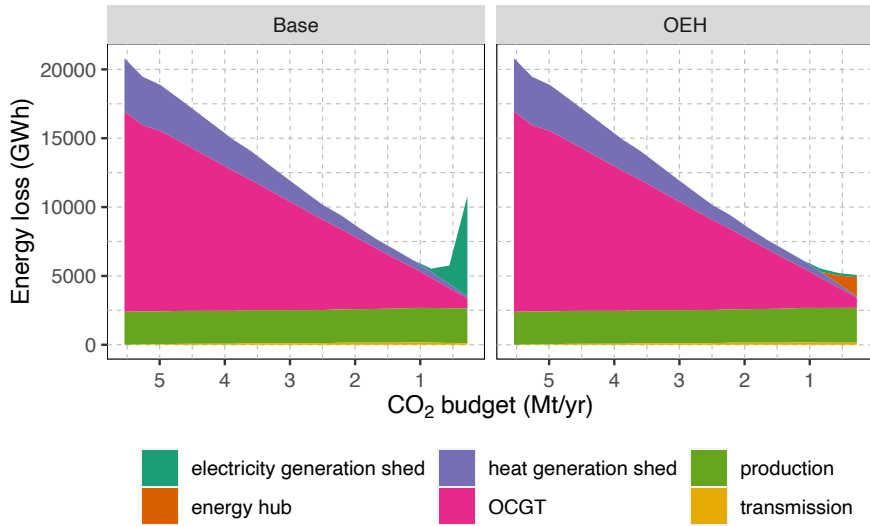 Base
OEH
Energy loss (GWh)
20000
15000
10000
5000
0
5 4 3 2 1
5 4 3 2 1
CO₂ budget (Mt/yr)
electricity generation shed
heat generation shed
production
energy hub
OCGT
transmission